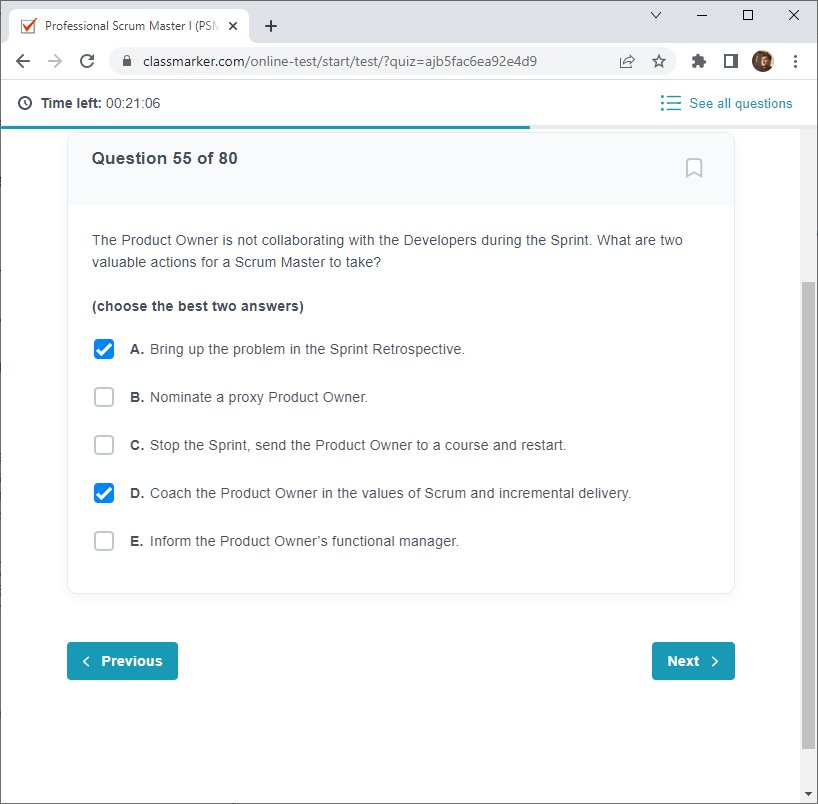 Professional Scrum Master I (PSM
classmarker.com/online-test/start/test/?quiz=ajb5fac6ea92e4d9
Time left: 00:21:06
See all questions
Question 55 of 80
The Product Owner is not collaborating with the Developers during the Sprint. What are two
valuable actions for a Scrum Master to take?
(choose the best two answers)
A. Bring up the problem in the Sprint Retrospective.
B. Nominate a proxy Product Owner.
C. Stop the Sprint, send the Product Owner to a course and restart.
D. Coach the Product Owner in the values of Scrum and incremental delivery.
E. Inform the Product Owner’s functional manager.
Previous
Next